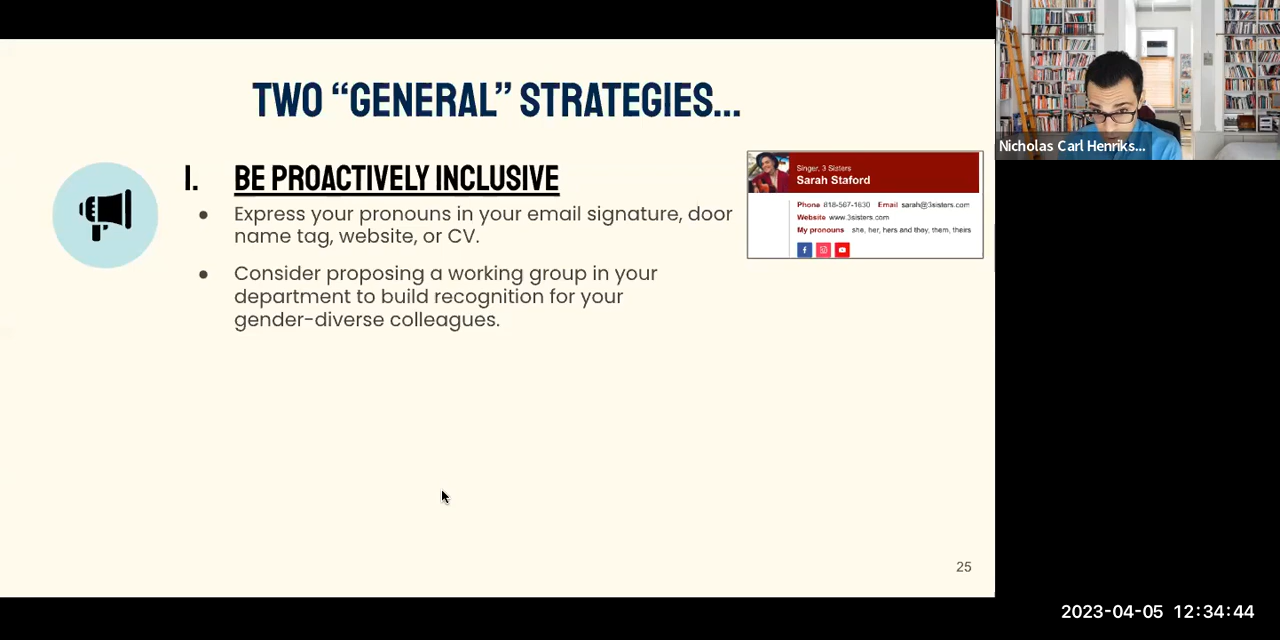 TWO “GENERAL” STRATEGIES...
I. BE PROACTIVELY INCLUSIVE
● Express your pronouns in your email signature, door
name tag, website, or CV.
● Consider proposing a working group in your
department to build recognition for your
gender-diverse colleagues.
Singer, 3 Sisters
Sarah Staford
Phone 818-567-1630 Email sarah@3sisters.com
Website www.3sisters.com
My pronouns she, her, hers and they, them, theirs
25
Nicholas Carl Henriks...
2023-04-05 12:34:44